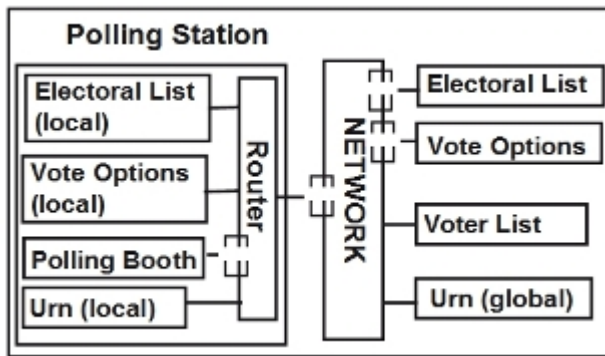 Polling Station
Electoral List
(local)
Vote Options
(local)
Polling Booth
Urn (local)
Router
NETWORK
Electoral List
Vote Options
Voter List
Urn (global)